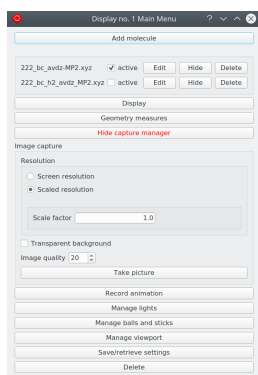 Display no. 1 Main Menu
Add molecule
222_bc_avdz-MP2.xyz active Edit Hide Delete
222_bc_h2_avdz_MP2.xyz active Edit Hide Delete
Display
Geometry measures
Hide capture manager
Image capture
Resolution
Screen resolution
Scaled resolution
Scale factor 1.0
Transparent background
Image quality 20
Take picture
Record animation
Manage lights
Manage balls and sticks
Manage viewport
Save/retrieve settings
Delete